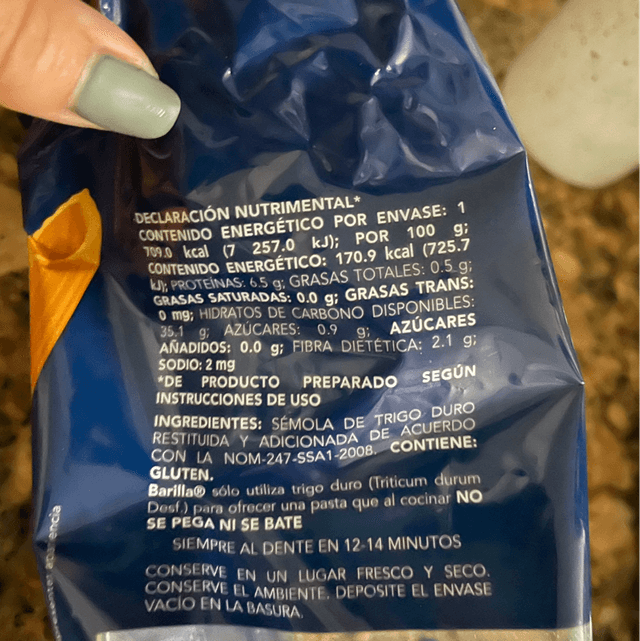 DECLARACIÓN NUTRIMENTAL*
CONTENIDO ENERGÉTICO POR ENVASE: 1
709.0 kcal (7 257.0 kJ); POR 100 g:
CONTENIDO ENERGÉTICO: 170.9 kcal (725.7
kJ); PROTEÍNAS: 6.5 g; GRASAS TOTALES: 0.5 g;
GRASAS SATURADAS: 0.0 g; GRASAS TRANS:
0 mg; HIDRATOS DE CARBONO DISPONIBLES:
35.1 g; AZÚCARES: 0.9 g; AZÚCARES
AÑADIDOS: 0.0 g; FIBRA DIETÉTICA: 2.1 g;
SODIO: 2 mg
*DE PRODUCTO PREPARADO SEGÚN
INSTRUCCIONES DE USO
INGREDIENTES: SÉMOLA DE TRIGO DURO
RESTITUIDA Y ADICIONADA DE ACUERDO
CON LA NOM-247-SSA1-2008. CONTIENE:
GLUTEN.
Barilla® sólo utiliza trigo duro (Triticum durum
Desf.) para ofrecer una pasta que al cocinar NO
SE PEGA NI SE BATE
SIEMPRE AL DENTE EN 12-14 MINUTOS
CONSERVE EN UN LUGAR FRESCO Y SECO.
CONSERVE EL AMBIENTE. DEPOSITE EL ENVASE
VACÍO EN LA BASURA.